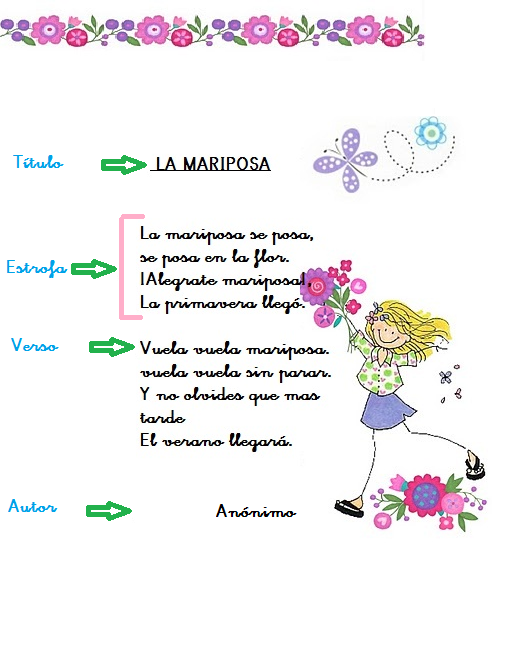 Título
LA MARIPOSA
Estrofa
La mariposa se posa,
se posa en la flor.
¡Alegrate mariposa!,
La primavera llegó.
Verso
Vuela vuela mariposa.
vuela vuela sin parar.
Y no olvides que mas
tarde
El verano llegará.
Autor
Anónimo